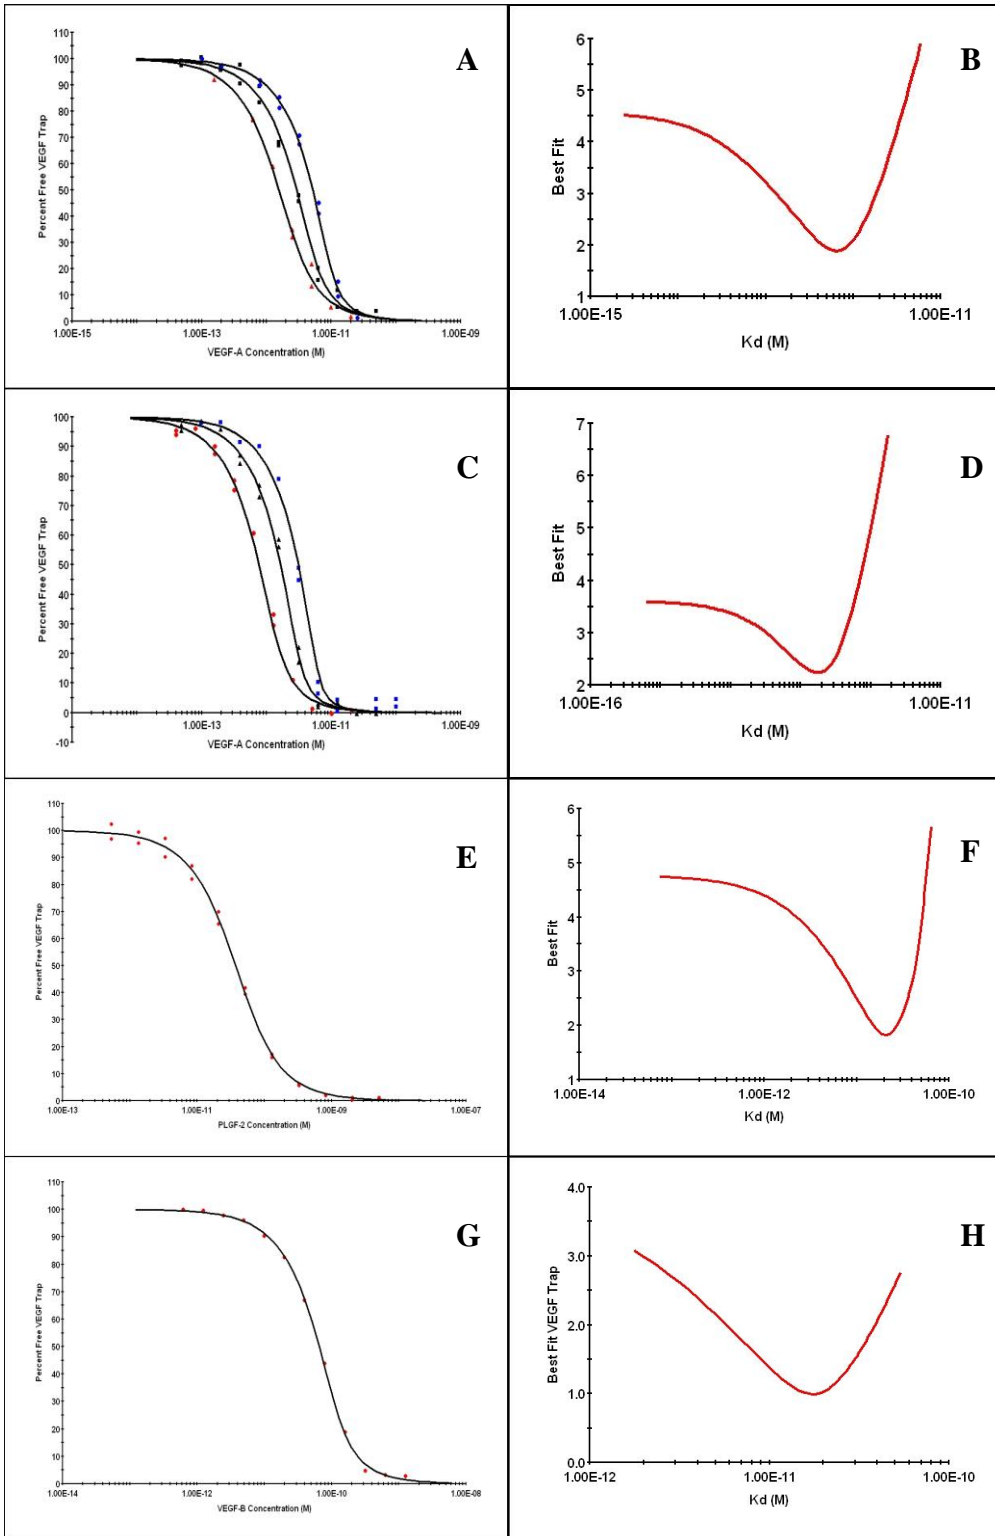 A
110
100
90
80
70
60
50
40
30
20
10
0
Percent Free VEGF Trap
1.00E-15 1.00E-13 1.00E-11 1.00E-09
VEGF-A Concentration (M)
B
6
5
4
3
2
1
Best Fit
1.00E-15 1.00E-11
Kd (M)
C
100
90
80
70
60
50
40
30
20
10
0
-10
Percent Free VEGF Trap
1.00E-13 1.00E-11 1.00E-09
VEGF-A Concentration (M)
D
7
6
5
4
3
2
Best Fit
1.00E-16 1.00E-11
Kd (M)
E
110
100
90
80
70
60
50
40
30
20
10
0
Percent Free VEGF Trap
1.00E-13 1.00E-11 1.00E-09 1.00E-07
PLGF-2 Concentration (M)
F
6
5
4
3
2
1
Best Fit
1.00E-14 1.00E-12 1.00E-10
Kd (M)
G
110
100
90
80
70
60
50
40
30
20
10
0
Percent Free VEGF Trap
1.00E-14 1.00E-12 1.00E-10 1.00E-08
VEGF-B Concentration (M)
H
4.0
3.0
2.0
1.0
0.0
Best Fit VEGF Trap
1.00E-12 1.00E-11 1.00E-10
Kd (M)